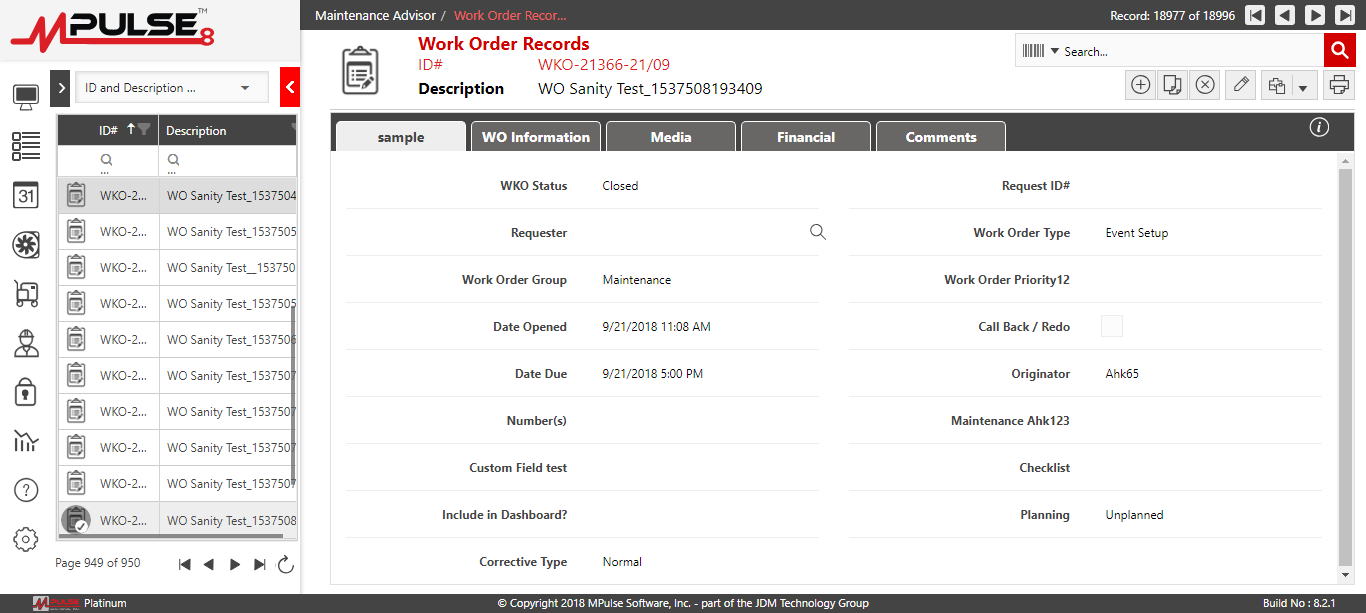 MPULSE™ 8
Maintenance Advisor / Work Order Recor...
Record: 18977 of 18996
Work Order Records
ID# WKO-21366-21/09
Description WO Sanity Test_1537508193409
Search...
ID and Description ...
ID# Description
...
...
WKO-2... WO Sanity Test_1537504
WKO-2... WO Sanity Test_1537505
WKO-2... WO Sanity Test__153750
WKO-2... WO Sanity Test_1537505
WKO-2... WO Sanity Test_1537506
WKO-2... WO Sanity Test_1537507
WKO-2... WO Sanity Test_1537507
WKO-2... WO Sanity Test_1537507
WKO-2... WO Sanity Test_1537507
WKO-2... WO Sanity Test_1537508
Page 949 of 950
31
?
sample WO Information Media Financial Comments
i
WKO Status Closed
Request ID#
Requester
Work Order Type Event Setup
Work Order Group Maintenance
Work Order Priority12
Date Opened 9/21/2018 11:08 AM
Call Back / Redo
Date Due 9/21/2018 5:00 PM
Originator Ahk65
Number(s)
Maintenance Ahk123
Custom Field test
Checklist
Include in Dashboard?
Planning Unplanned
Corrective Type Normal
MPULSE Platinum
© Copyright 2018 MPulse Software, Inc. - part of the JDM Technology Group
Build No : 8.2.1